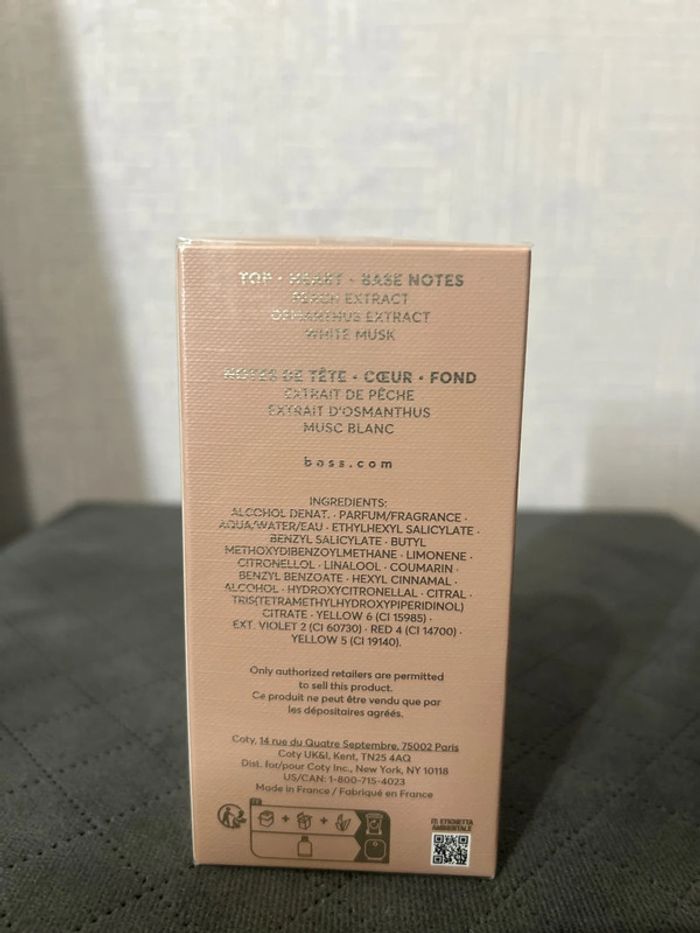 TOP · HEART · BASE NOTES
PEACH EXTRACT
OSMANTHUS EXTRACT
WHITE MUSK
NOTES DE TÊTE · CŒUR · FOND
EXTRAIT DE PÊCHE
EXTRAIT D'OSMANTHUS
MUSC BLANC
boss.com
INGREDIENTS:
ALCOHOL DENAT. · PARFUM/FRAGRANCE ·
AQUA/WATER/EAU · ETHYLHEXYL SALICYLATE ·
BENZYL SALICYLATE · BUTYL
METHOXYDIBENZOYLMETHANE · LIMONENE ·
CITRONELLOL · LINALOOL · COUMARIN ·
BENZYL BENZOATE · HEXYL CINNAMAL ·
ALCOHOL · HYDROXYCITRONELLAL · CITRAL ·
TRIS(TETRAMETHYLHYDROXYPIPERIDINOL)
CITRATE · YELLOW 6 (CI 15985) ·
EXT. VIOLET 2 (CI 60730) · RED 4 (CI 14700) ·
YELLOW 5 (CI 19140).
Only authorized retailers are permitted
to sell this product.
Ce produit ne peut être vendu que par
les dépositaires agréés.
Coty, 14 rue du Quatre Septembre, 75002 Paris
Coty UK&I, Kent, TN25 4AQ
Dist. for/pour Coty Inc., New York, NY 10118
US/CAN: 1-800-715-4023
Made in France / Fabriqué en France
ETICHETTA
AMBIENTALE